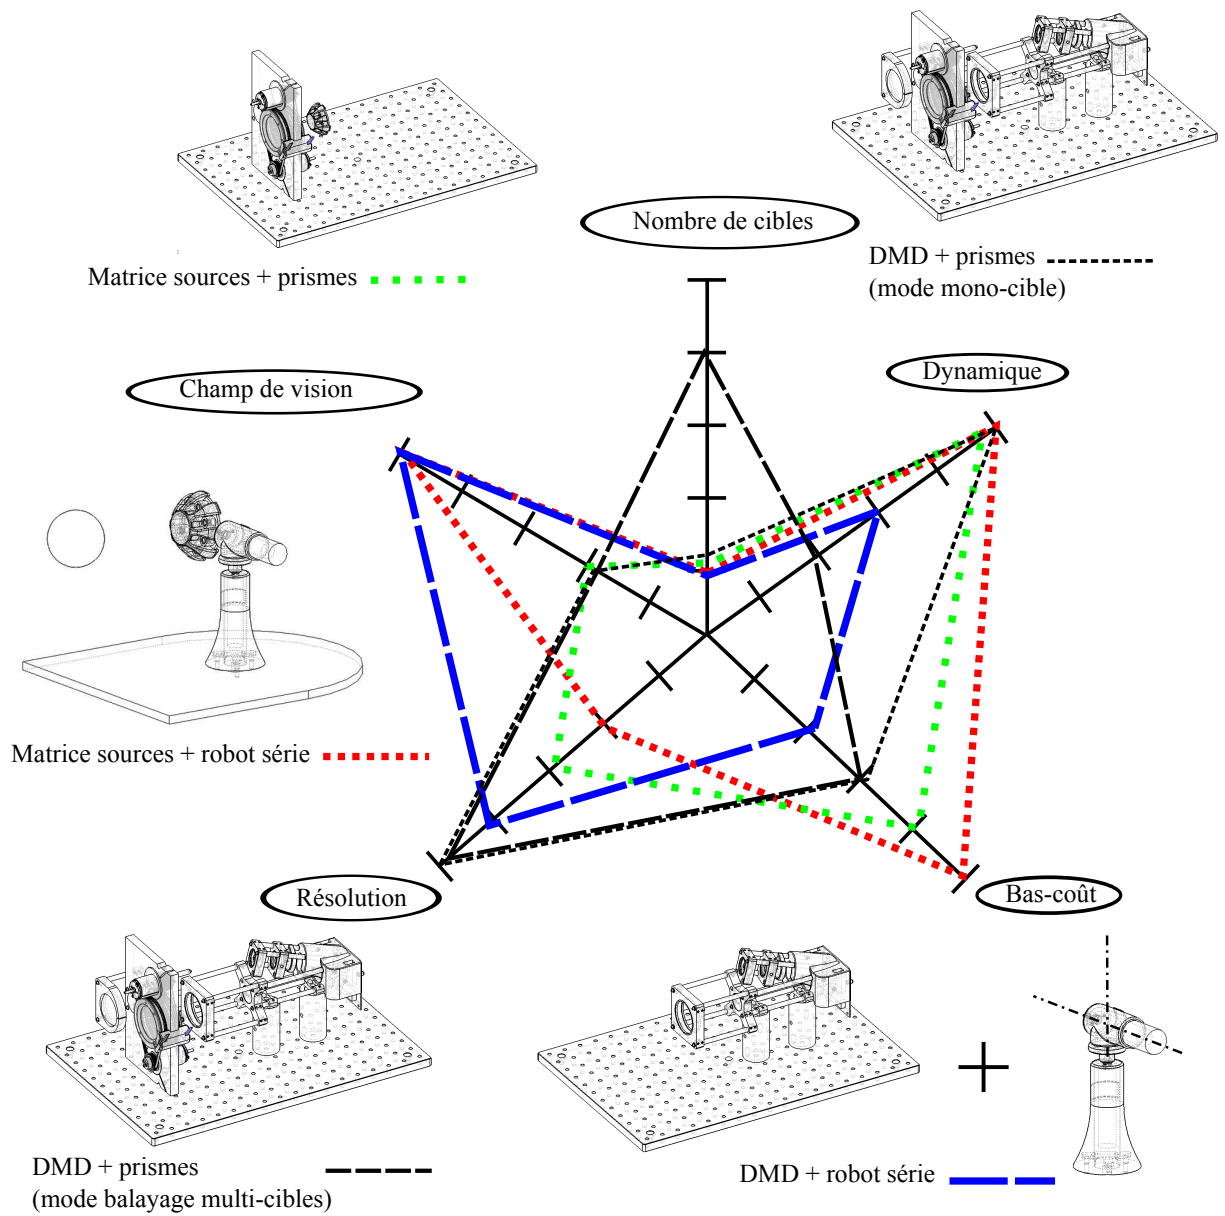 Nombre de cibles
DMD + prismes
(mode mono-cible)
Matrice sources + prismes
Dynamique
Champ de vision
Matrice sources + robot série
Résolution
Bas-coût
DMD + prismes
(mode balayage multi-cibles)
DMD + robot série